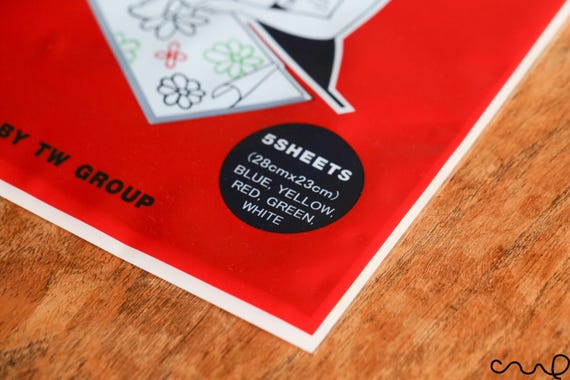 BY TW GROUP
5SHEETS
(28cmx23cm)
BLUE, YELLOW,
RED, GREEN,
WHITE